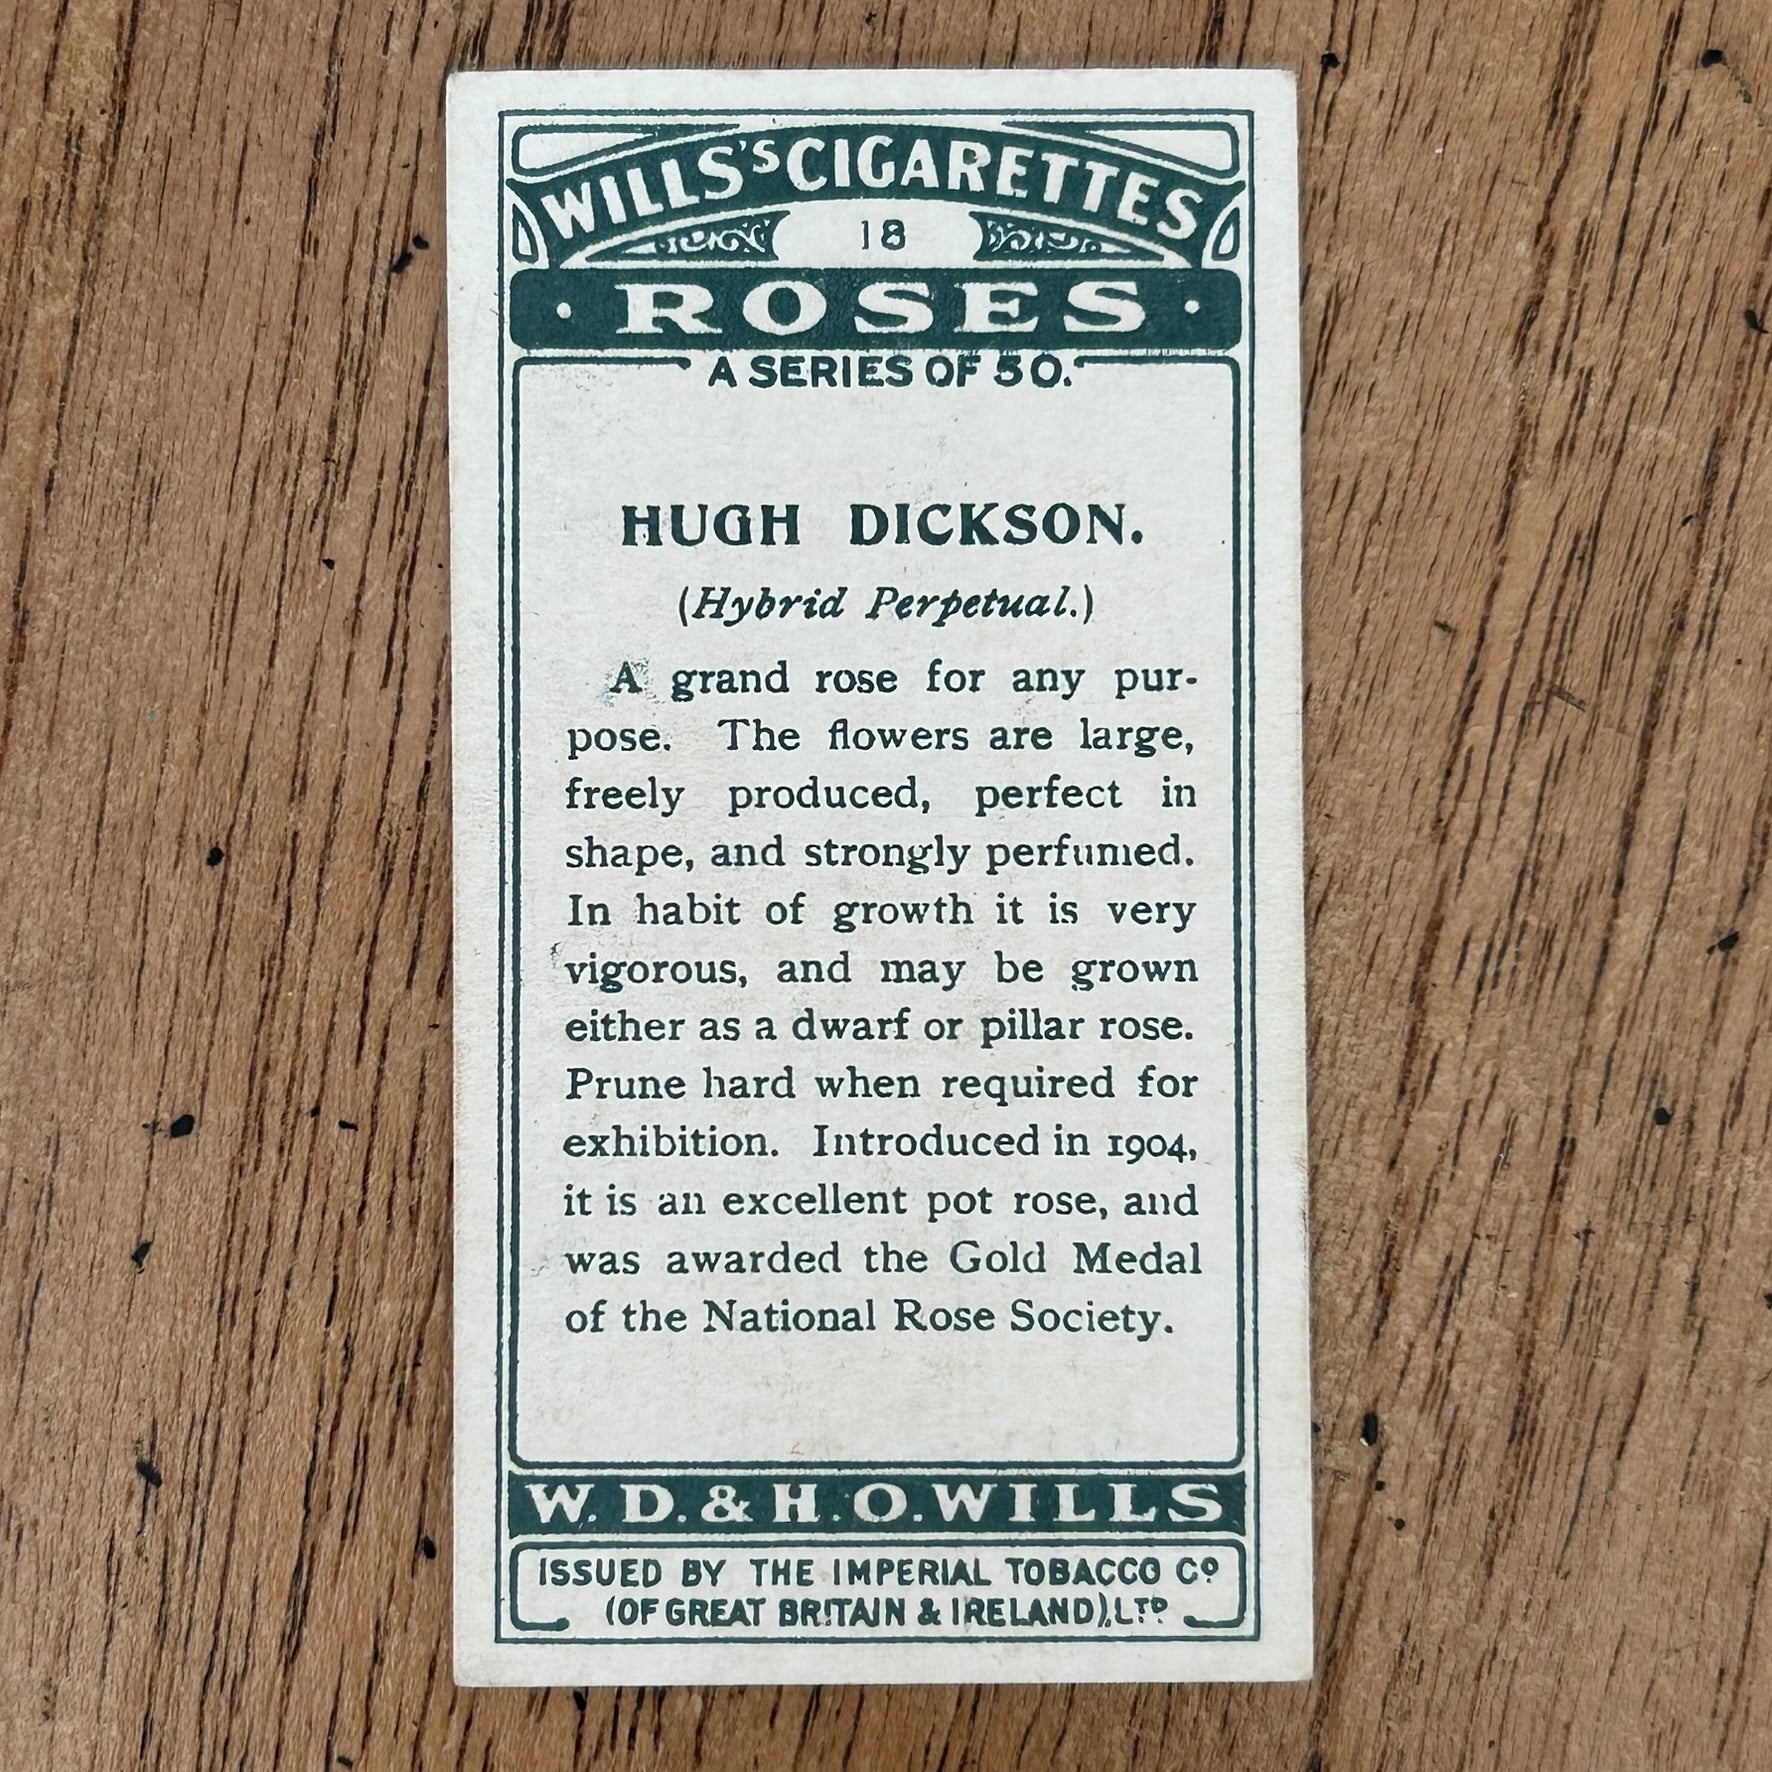 WILLS'S CIGARETTES
18
· ROSES ·
A SERIES OF 50.
HUGH DICKSON.
(Hybrid Perpetual.)
A grand rose for any pur-
pose. The flowers are large,
freely produced, perfect in
shape, and strongly perfumed.
In habit of growth it is very
vigorous, and may be grown
either as a dwarf or pillar rose.
Prune hard when required for
exhibition. Introduced in 1904,
it is an excellent pot rose, and
was awarded the Gold Medal
of the National Rose Society.
W. D. & H. O. WILLS
ISSUED BY THE IMPERIAL TOBACCO Cº
(OF GREAT BRITAIN & IRELAND), LTD